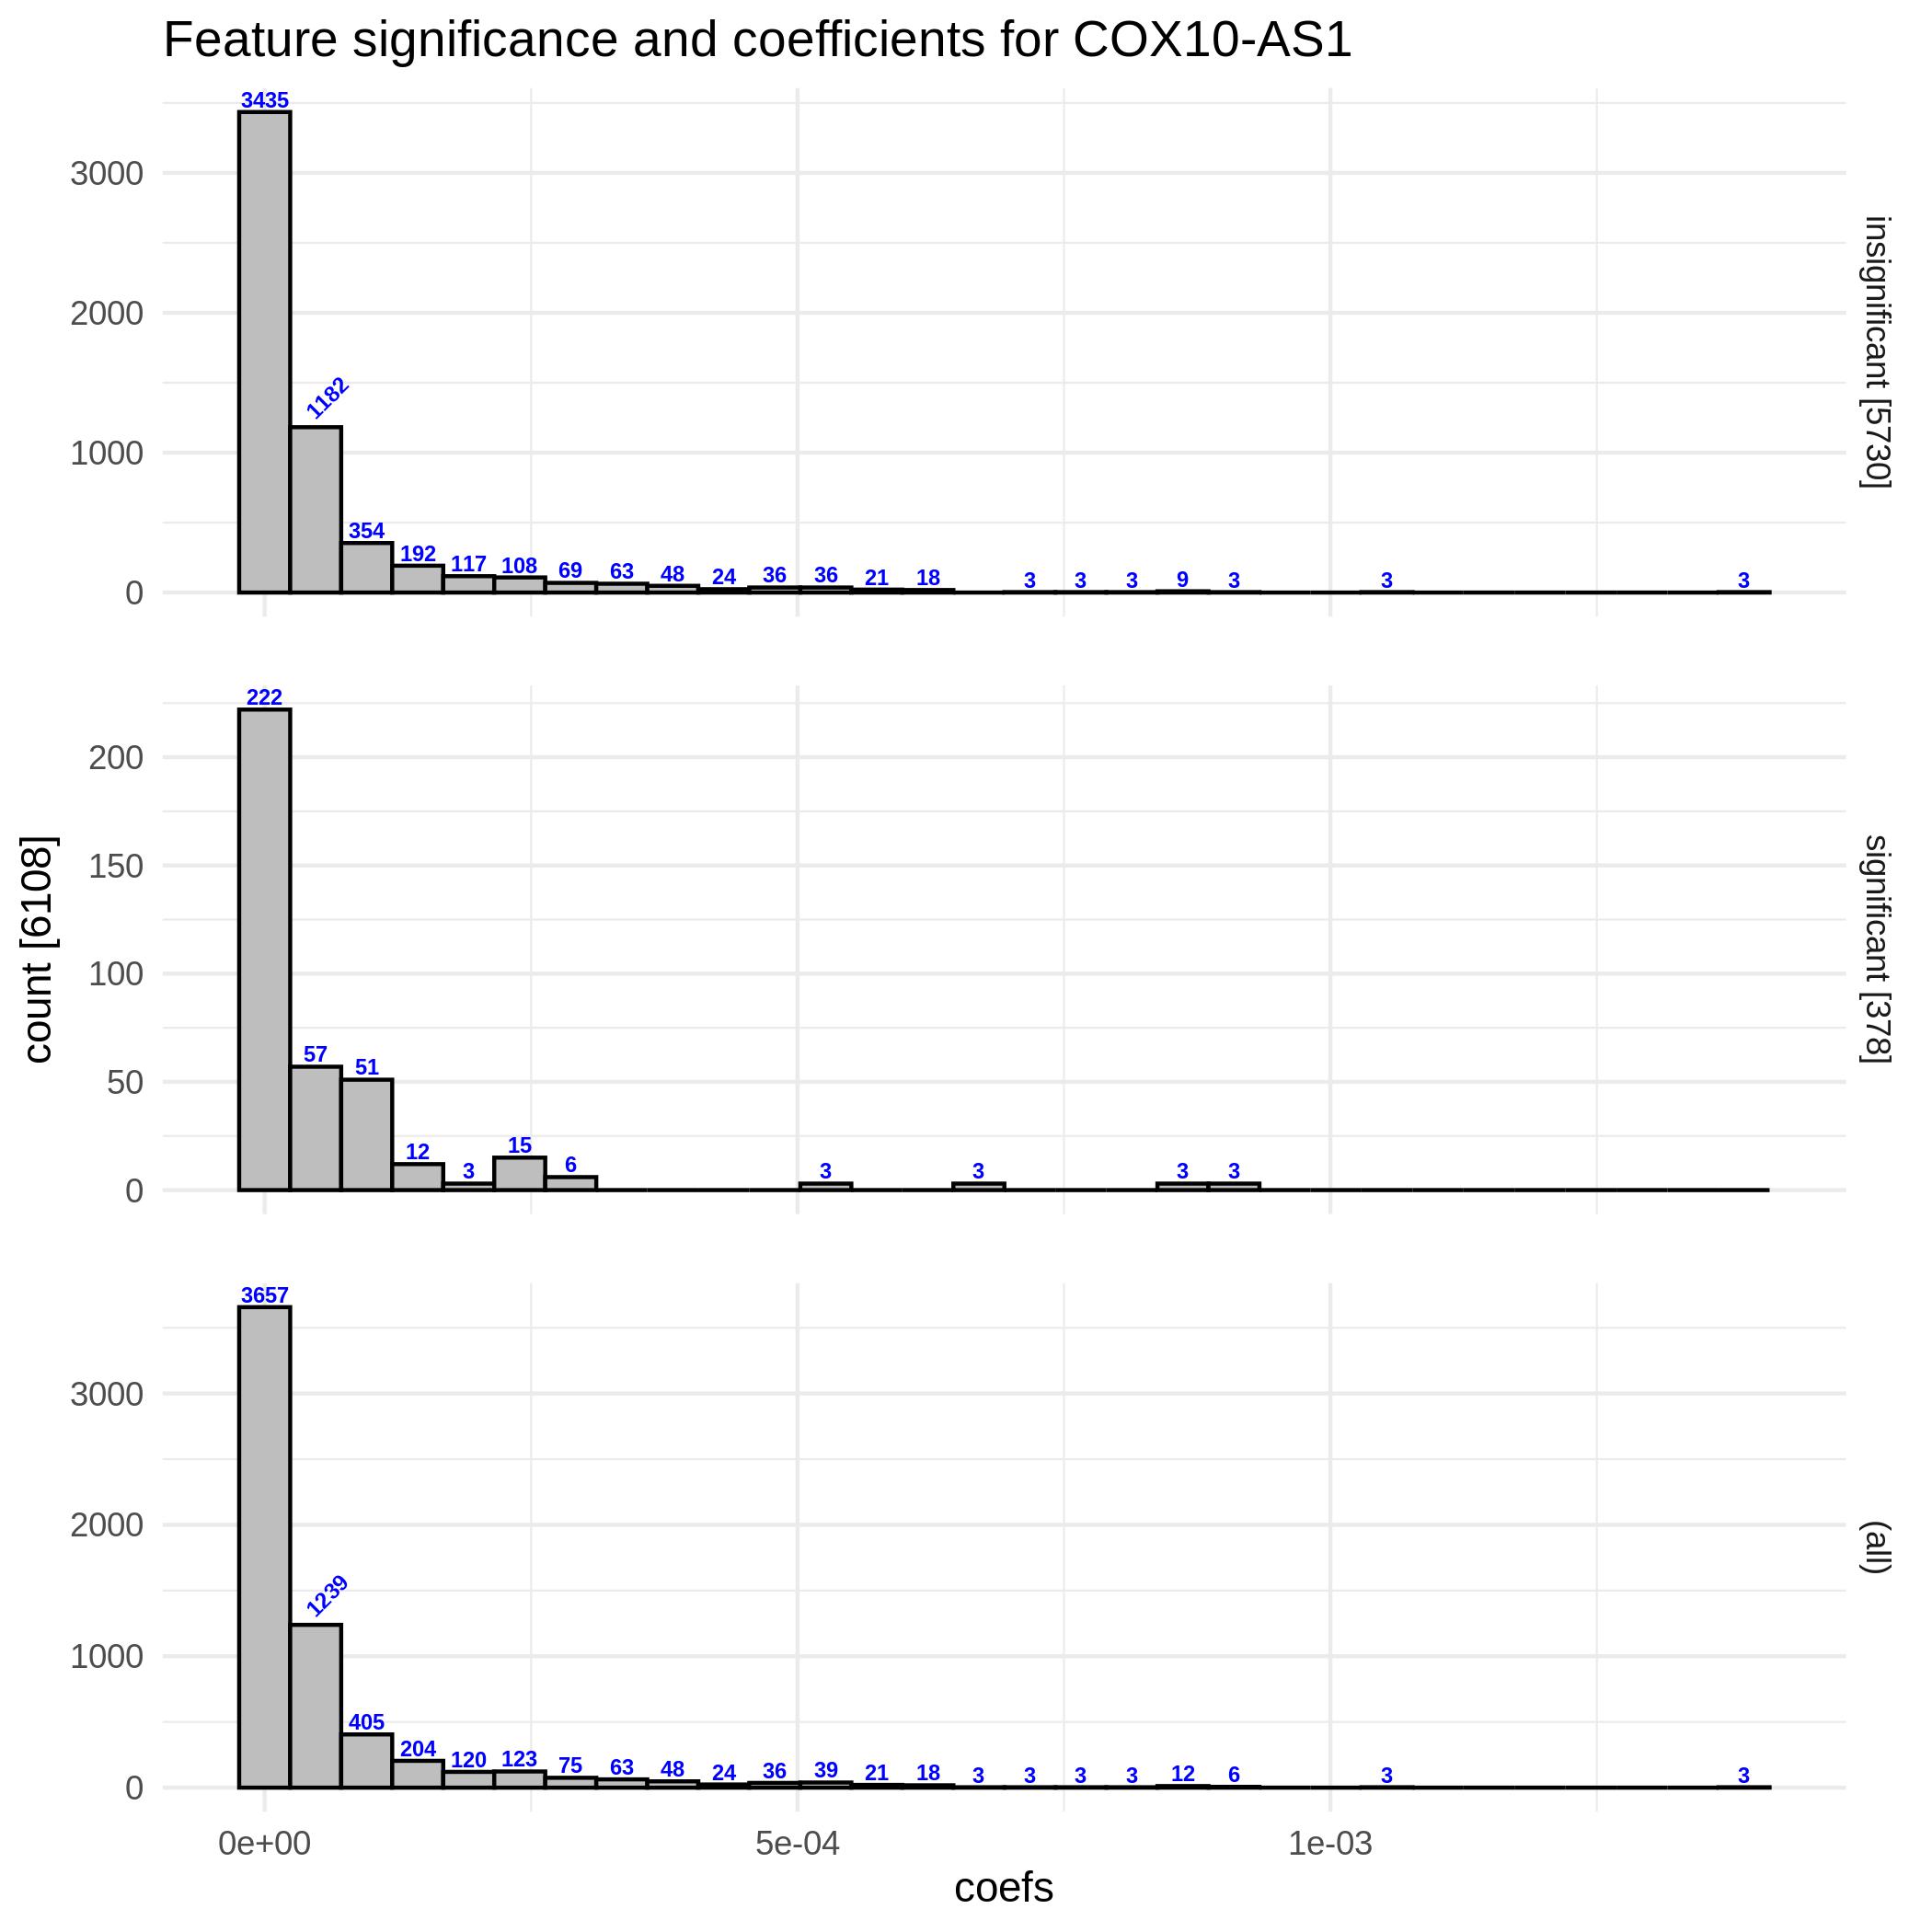 Feature significance and coefficients for COX10-AS1
3435
1182
354 192 117 108 69 63 48 24 36 36 21 18 3 3 3 9 3 3 3
3000
2000
1000
0
insignificant [5730]
222
57 51 12 3 15 6 3 3 3 3
200
150
100
50
0
significant [378]
count [6108]
3657
1239
405 204 120 123 75 63 48 24 36 39 21 18 3 3 3 3 12 6 3 3
3000
2000
1000
0
(all)
0e+00 5e-04 1e-03
coefs